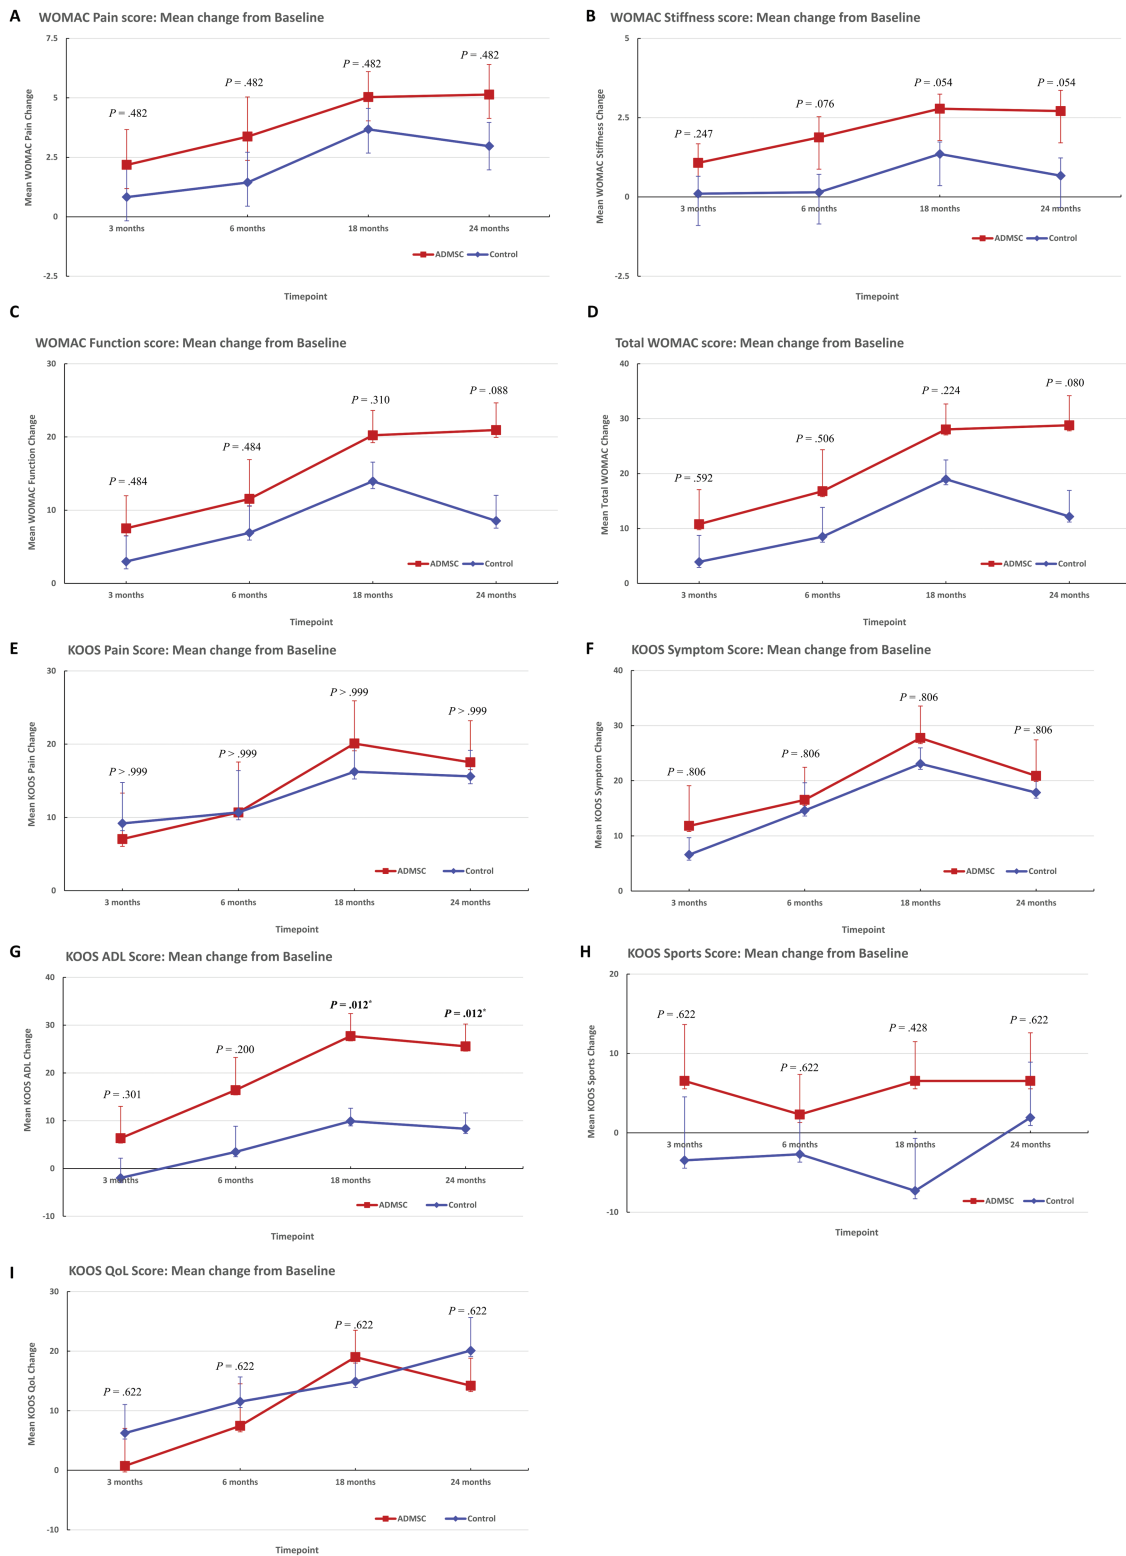 A WOMAC Pain score: Mean change from Baseline
7.5
5
2.5
0
-2.5
Mean WOMAC Pain Change
P = .482
P = .482
P = .482
P = .482
3 months 6 months 18 months 24 months
ADMSC Control
Timepoint
B WOMAC Stiffness score: Mean change from Baseline
5
2.5
0
-2.5
Mean WOMAC Stiffness Change
P = .247
P = .076
P = .054
P = .054
3 months 6 months 18 months 24 months
ADMSC Control
Timepoint
C
WOMAC Function score: Mean change from Baseline
30
20
10
0
Mean WOMAC Function Change
P = .484
P = .484
P = .310
P = .088
3 months 6 months 18 months 24 months
ADMSC Control
Timepoint
D
Total WOMAC score: Mean change from Baseline
40
30
20
10
0
Mean Total WOMAC Change
P = .592
P = .506
P = .224
P = .080
3 months 6 months 18 months 24 months
ADMSC Control
Timepoint
E KOOS Pain Score: Mean change from Baseline
30
20
10
0
Mean KOOS Pain Change
P > .999
P > .999
P > .999
P > .999
3 months 6 months 18 months 24 months
ADMSC Control
Timepoint
F KOOS Symptom Score: Mean change from Baseline
40
30
20
10
0
Mean KOOS Symptom Change
P = .806
P = .806
P = .806
P = .806
3 months 6 months 18 months 24 months
ADMSC Control
Timepoint
G KOOS ADL Score: Mean change from Baseline
40
30
20
10
0
-10
Mean KOOS ADL Change
P = .301
P = .200
P = .012*
P = .012*
3 months 6 months 18 months 24 months
ADMSC Control
Timepoint
H KOOS Sports Score: Mean change from Baseline
20
10
0
-10
Mean KOOS Sports Change
P = .622
P = .622
P = .428
P = .622
3 months 6 months 18 months 24 months
ADMSC Control
Timepoint
I KOOS QoL Score: Mean change from Baseline
30
20
10
0
-10
Mean KOOS QoL Change
P = .622
P = .622
P = .622
P = .622
3 months 6 months 18 months 24 months
ADMSC Control
Timepoint